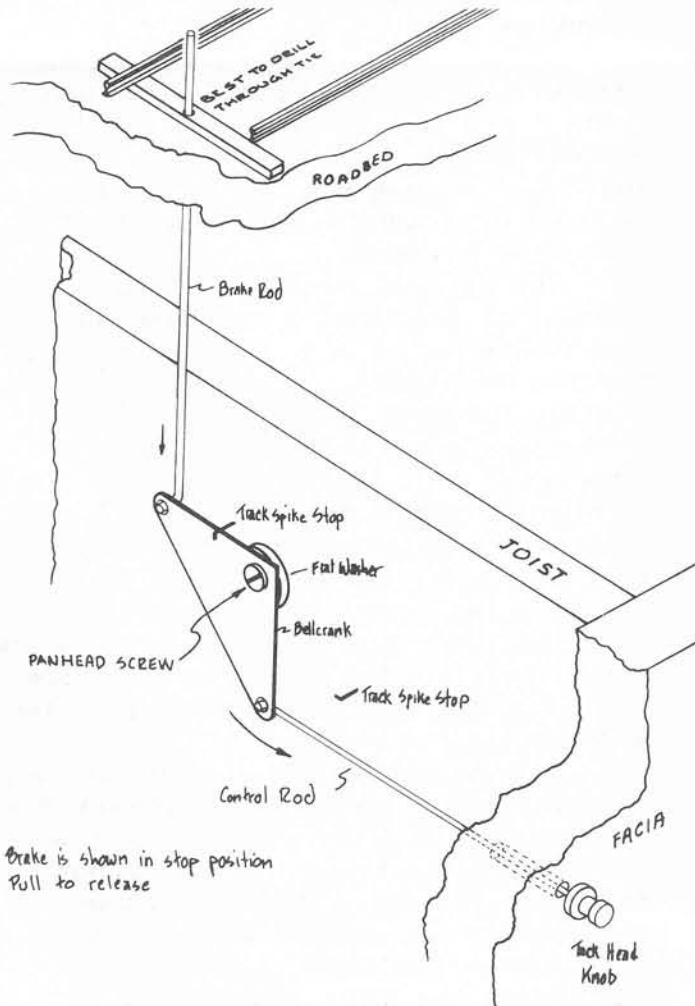 BEST TO DRILL
THROUGH TIE
ROADBED
Brake Rod
Track Spike Stop
JOIST
Flat Washer
Bellcrank
PANHEAD SCREW
Track Spike Stop
Control Rod
FACIA
Brake is shown in stop position
Pull to release
Tack Head
Knob